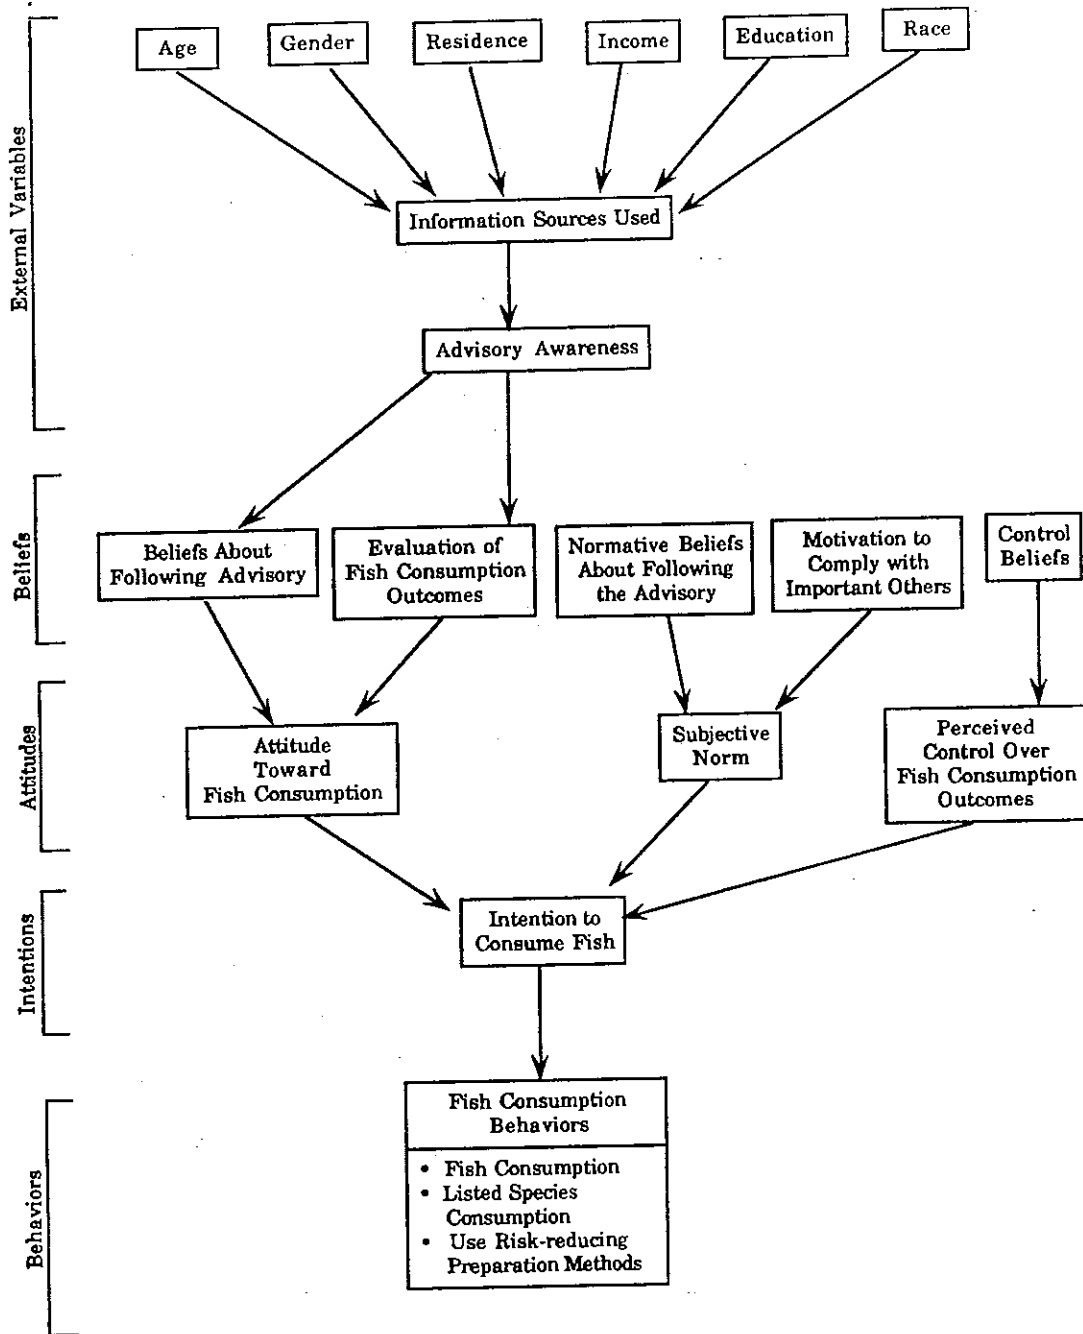 Age
Gender
Residence
Income
Education
Race
External Variables
Information Sources Used
Advisory Awareness
Beliefs
Beliefs About
Following Advisory
Evaluation of
Fish Consumption
Outcomes
Normative Beliefs
About Following
the Advisory
Motivation to
Comply with
Important Others
Control
Beliefs
Attitudes
Attitude
Toward
Fish Consumption
Subjective
Norm
Perceived
Control Over
Fish Consumption
Outcomes
Intentions
Intention to
Consume Fish
Behaviors
Fish Consumption
Behaviors
• Fish Consumption
• Listed Species
Consumption
• Use Risk-reducing
Preparation Methods